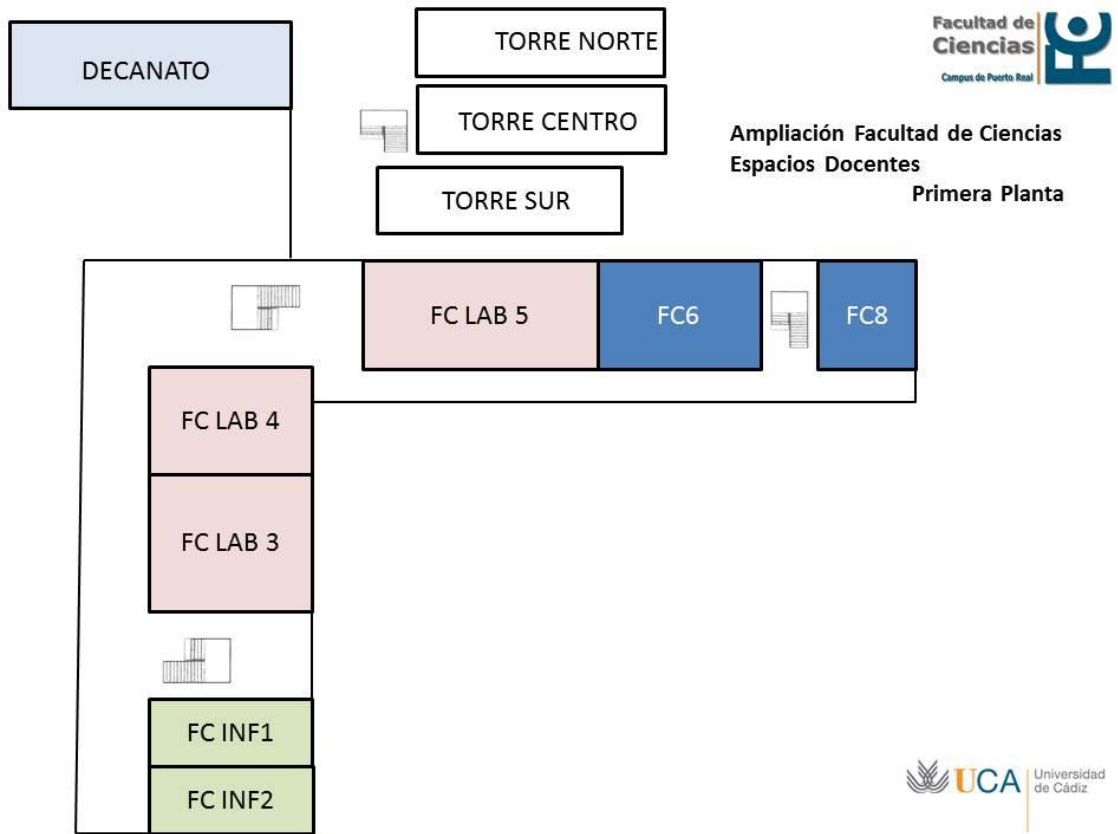 DECANATO
TORRE NORTE
TORRE CENTRO
TORRE SUR
Facultad de
Ciencias
Campus de Puerto Real
FC
Ampliación Facultad de Ciencias
Espacios Docentes
Primera Planta
FC LAB 5
FC6
FC8
FC LAB 4
FC LAB 3
FC INF1
FC INF2
UCA
Universidad
de Cádiz